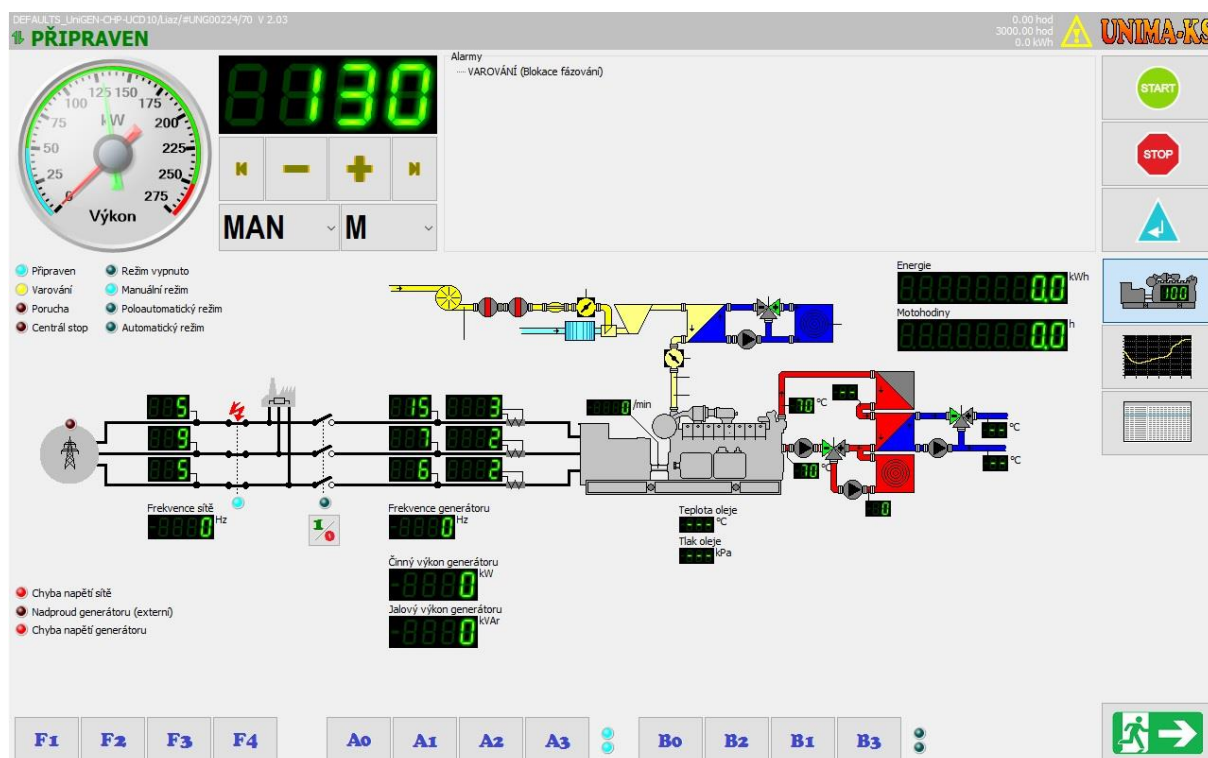 DEFAULTS_UniGEN-CHP-UCD10/Liaz/#UNG00224/70 V 2.03
PŘIPRAVEN
0.00 hod
3000.00 hod
0.0 kWh
UNIMA-KS
0 25 50 75 100 125 150 175 200 225 250 275
kW
Výkon
130
MAN
M
Alarmy
VAROVÁNÍ (Blokace fázování)
START
STOP
100
Připraven
Varování
Porucha
Centrál stop
Režim vypnuto
Manuální režim
Poloautomatický režim
Automatický režim
Energie
0.0 kWh
Motohodiny
0.0 h
5 15 3
9 7 2
5 6 2
0 /min
70 °C
--
70 °C
0
-- °C
-- °C
Frekvence sítě
0 Hz
Frekvence generátoru
0 Hz
Teplota oleje
--- °C
Tlak oleje
--- kPa
Činný výkon generátoru
0 kW
Jalový výkon generátoru
0 kVAr
Chyba napětí sítě
Nadproud generátoru (externí)
Chyba napětí generátoru
F1 F2 F3 F4 A0 A1 A2 A3 B0 B2 B1 B3